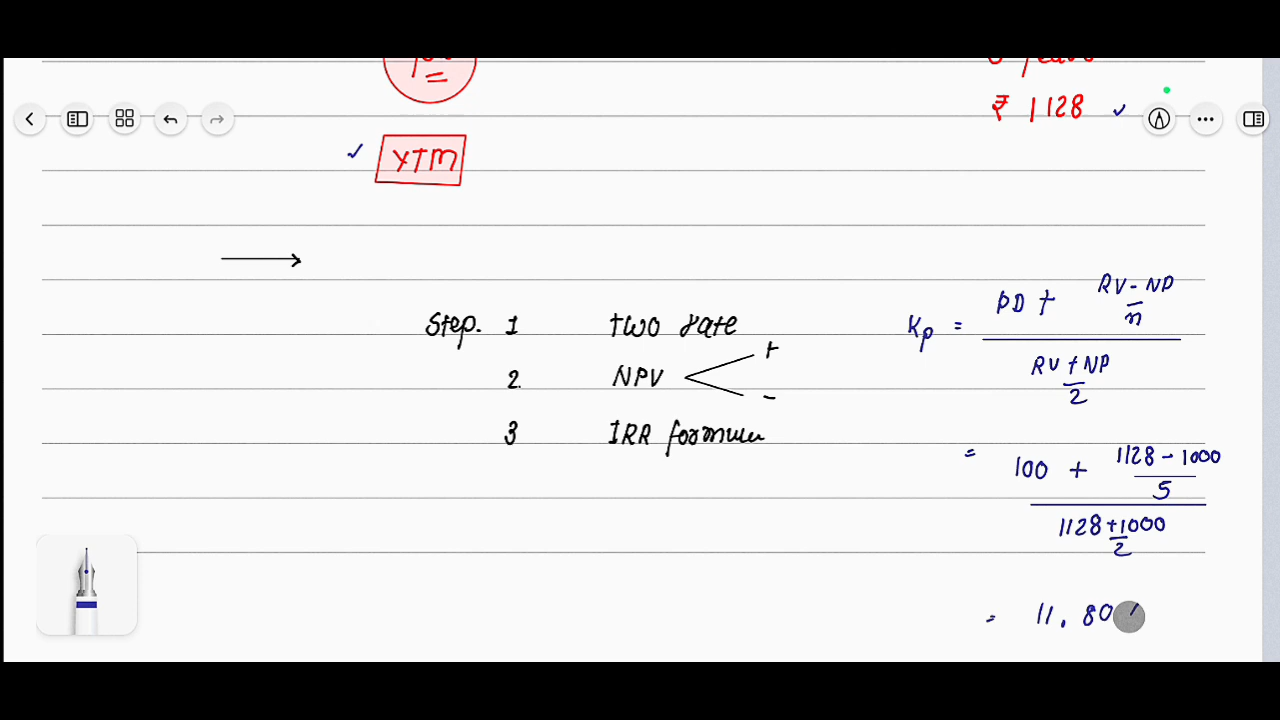 ₹ 1128 ✓
✓ YTM
Step. 1 two rate
2. NPV + -
3 IRR formula
Kp = PD + RV - NP / n
RV + NP / 2
= 100 + 1128 - 1000 / 5
1128 + 1000 / 2
= 11.80